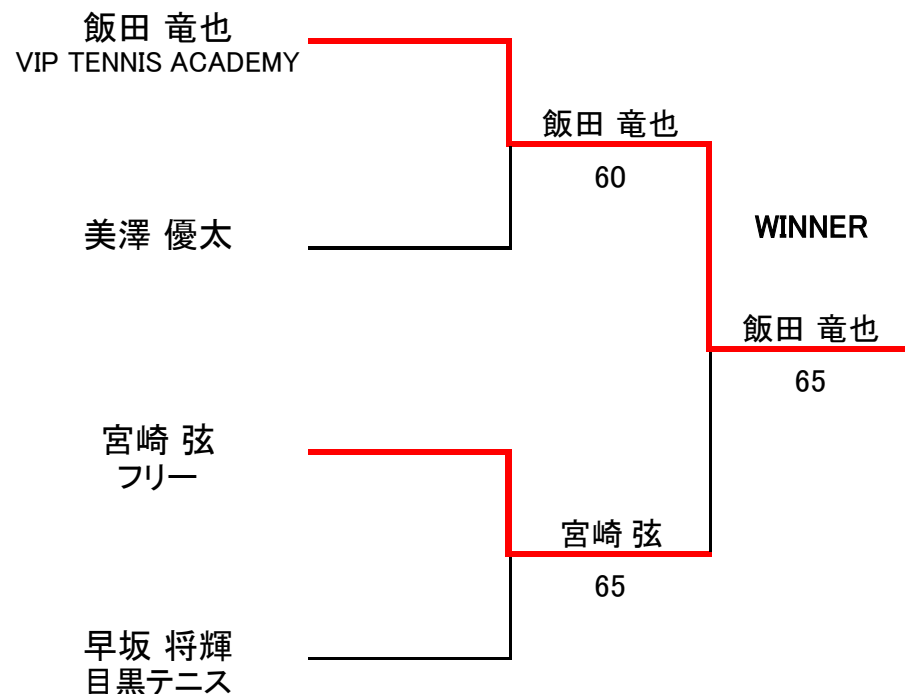 飯田 竜也
VIP TENNIS ACADEMY
飯田 竜也
60
美澤 優太
WINNER
飯田 竜也
65
宮崎 弦
フリー
宮崎 弦
65
早坂 将輝
目黒テニス